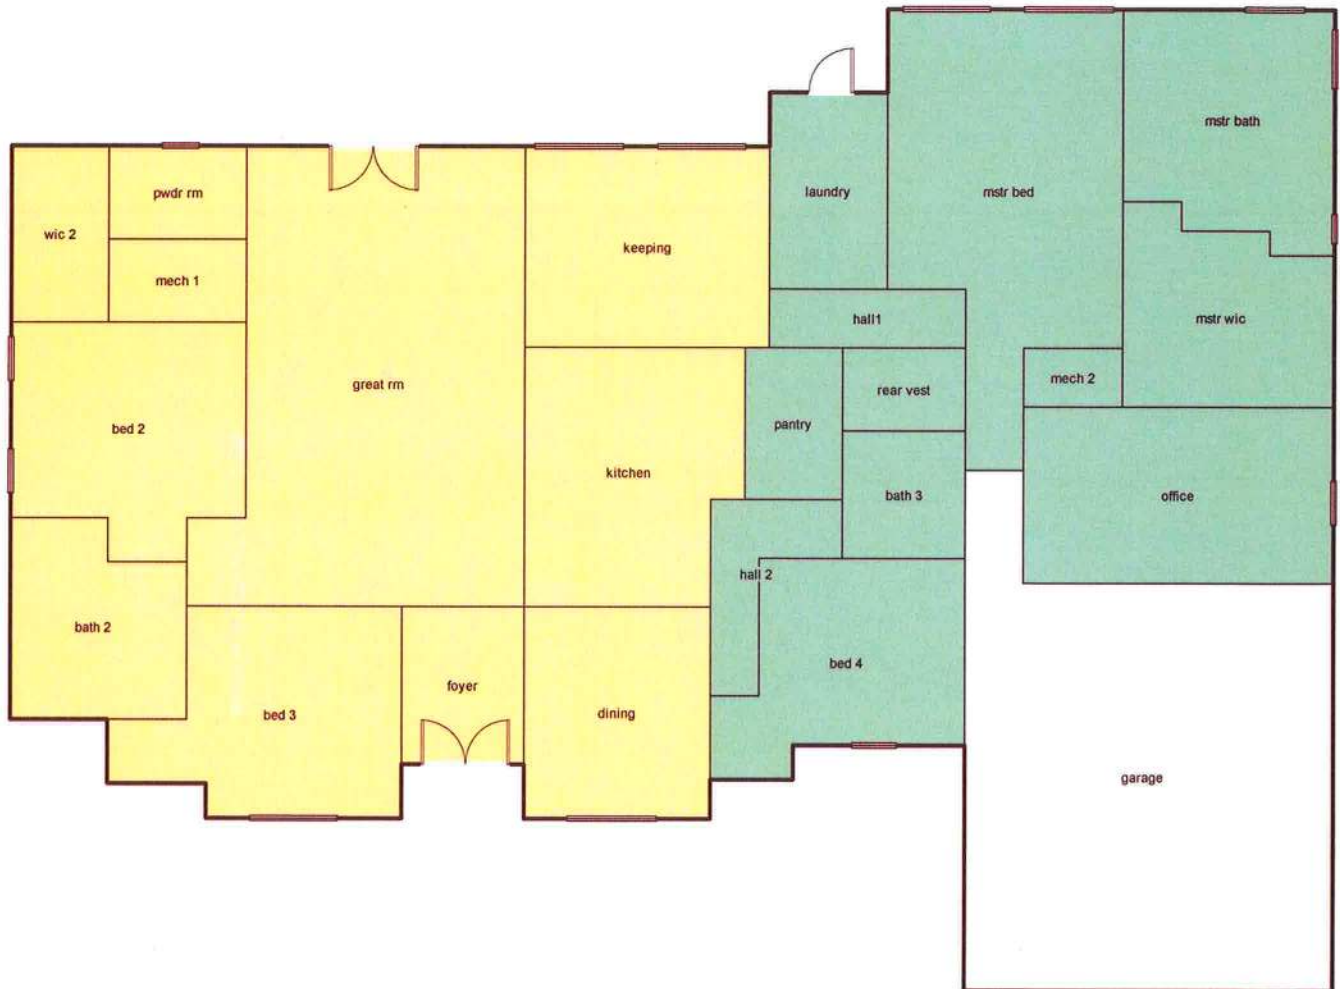 mstr bath
pwdr rm
laundry
mstr bed
wic 2
keeping
mech 1
hall1
mstr wic
great rm
mech 2
rear vest
bed 2
pantry
kitchen
bath 3
office
hall 2
bath 2
bed 4
foyer
bed 3
dining
garage